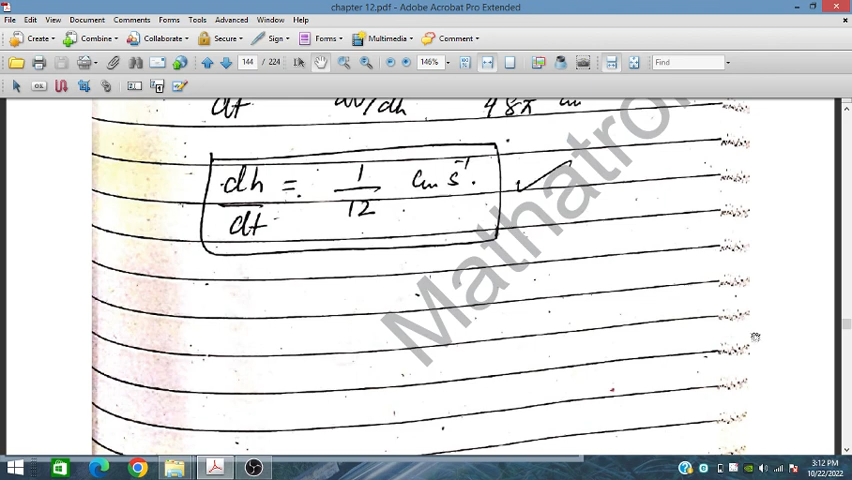 chapter 12.pdf - Adobe Acrobat Pro Extended
File Edit View Document Comments Forms Tools Advanced Window Help
Create Combine Collaborate Secure Sign Forms Multimedia Comment
144 / 224 146% Find
dt dV/dh 48π
dh/dt = 1/12 cm s⁻¹.
Mathatro
3:12 PM
10/22/2022